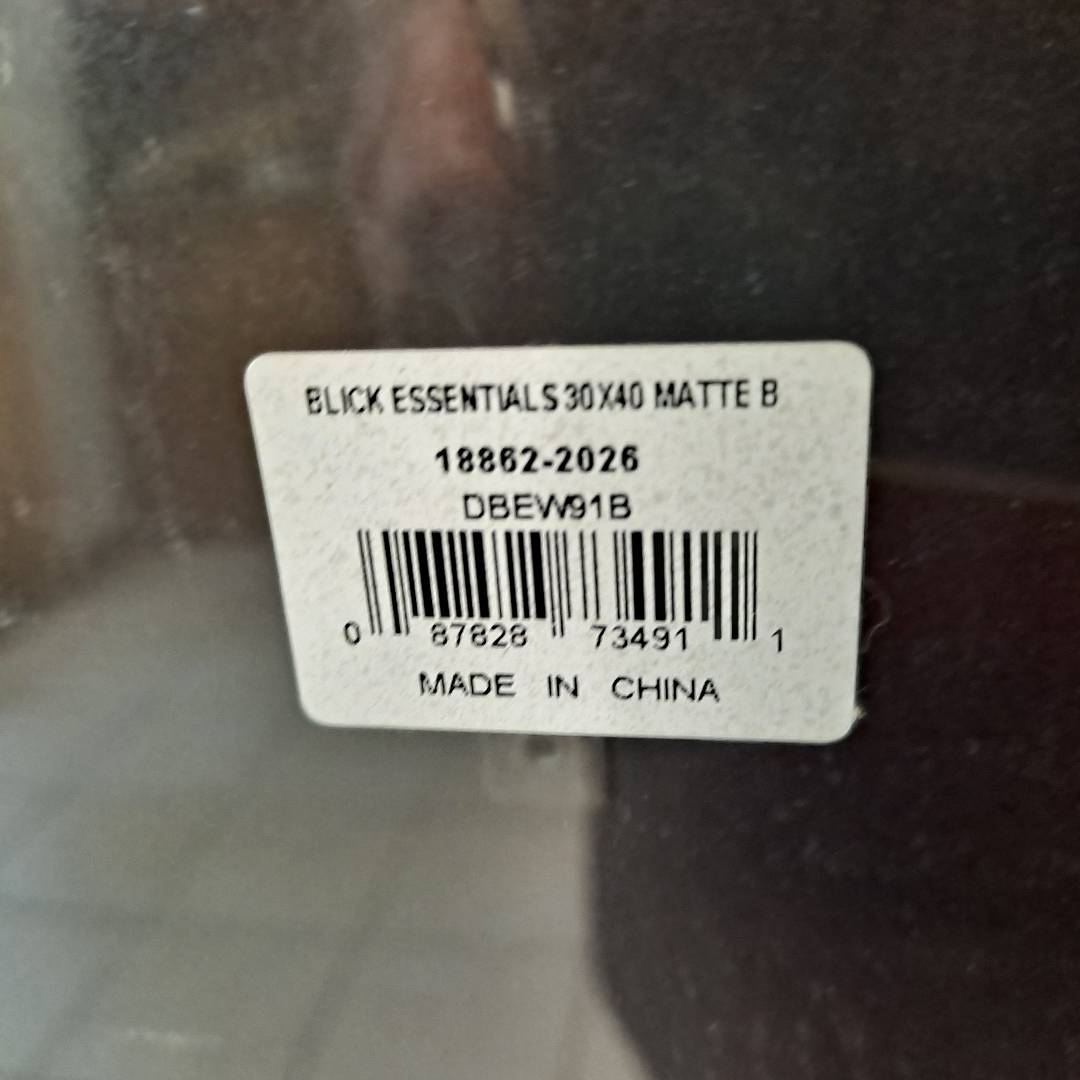 BLICK ESSENTIALS 30X40 MATTE B
18862-2026
DBEW91B
0 87828 73491 1
MADE IN CHINA